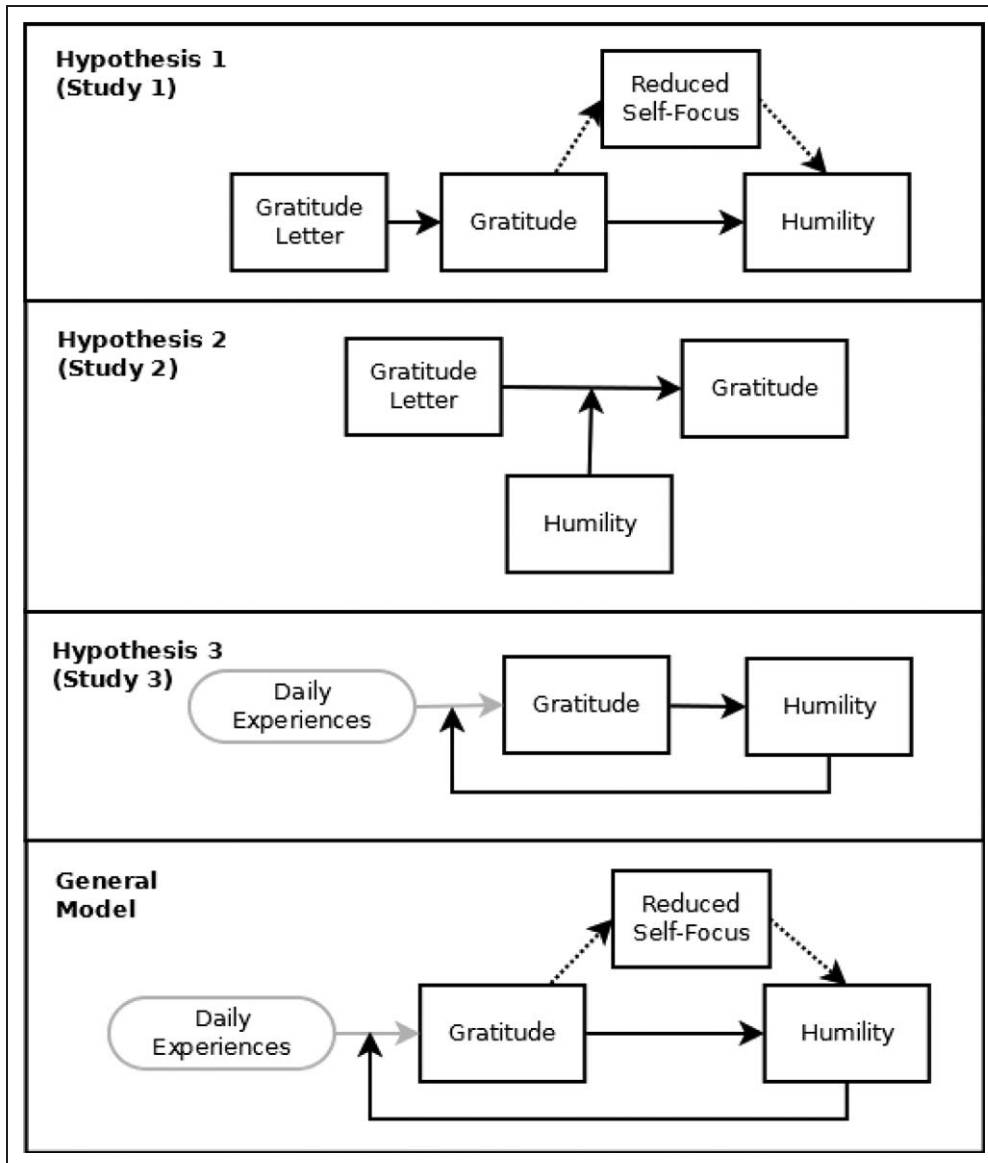 Hypothesis 1
(Study 1)
Reduced
Self-Focus
Gratitude
Letter
Gratitude
Humility
Hypothesis 2
(Study 2)
Gratitude
Letter
Gratitude
Humility
Hypothesis 3
(Study 3)
Daily
Experiences
Gratitude
Humility
General
Model
Reduced
Self-Focus
Daily
Experiences
Gratitude
Humility